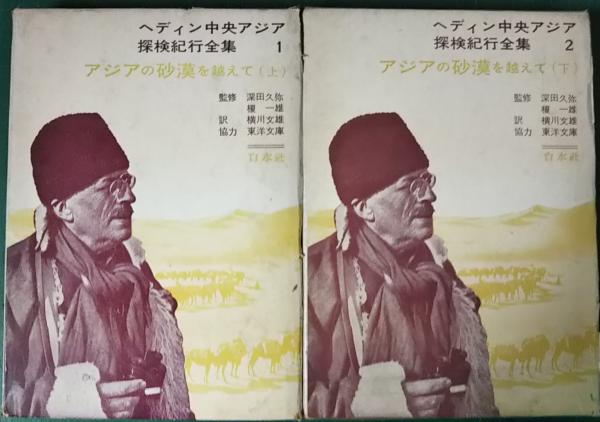 ヘディン中央アジア
探検紀行全集 1
アジアの砂漠を越えて(上)
監修 深田久弥
榎 一雄
訳 横川文雄
協力 東洋文庫
白水社
ヘディン中央アジア
探検紀行全集 2
アジアの砂漠を越えて(下)
監修 深田久弥
榎 一雄
訳 横川文雄
協力 東洋文庫
白水社